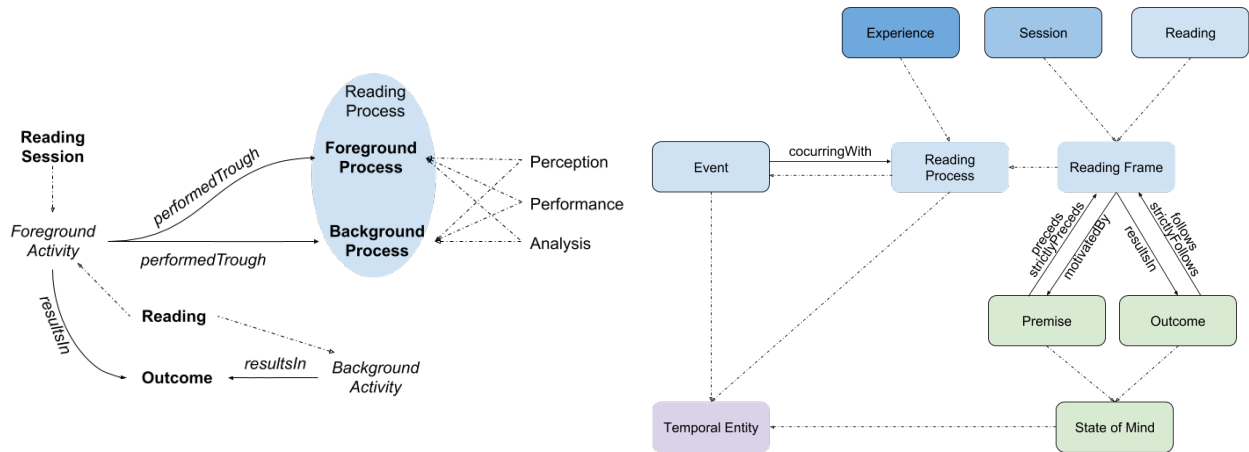 Reading
Process
Reading
Session
Foreground
Process
performedTrough
Perception
Performance
Foreground
Activity
Background
Process
Analysis
performedTrough
resultsIn
Reading
Outcome
resultsIn
Background
Activity
Experience
Session
Reading
cocurringWith
Event
Reading
Process
Reading Frame
preceds
strictlyPreceds
motivatedBy
resultsIn
follows
strictlyFollows
Premise
Outcome
Temporal Entity
State of Mind